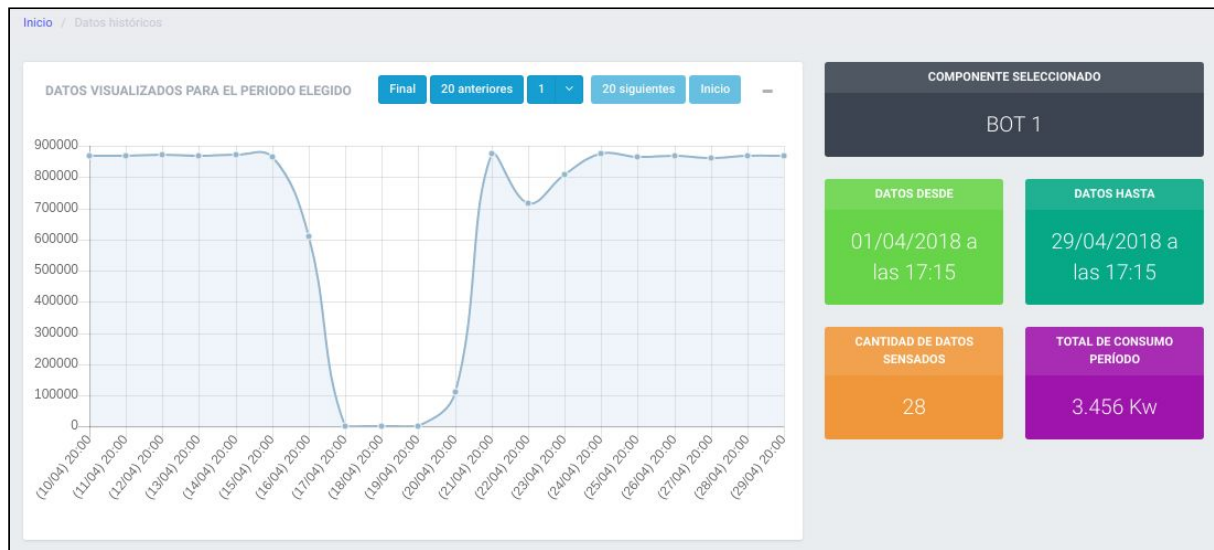 Inicio / Datos históricos
DATOS VISUALIZADOS PARA EL PERIODO ELEGIDO
Final
20 anteriores
1
20 siguientes
Inicio
900000
800000
700000
600000
500000
400000
300000
200000
100000
0
(10/04) 20:00
(11/04) 20:00
(12/04) 20:00
(13/04) 20:00
(14/04) 20:00
(15/04) 20:00
(16/04) 20:00
(17/04) 20:00
(18/04) 20:00
(19/04) 20:00
(20/04) 20:00
(21/04) 20:00
(22/04) 20:00
(23/04) 20:00
(24/04) 20:00
(25/04) 20:00
(26/04) 20:00
(27/04) 20:00
(28/04) 20:00
(29/04) 20:00
COMPONENTE SELECCIONADO
BOT 1
DATOS DESDE
01/04/2018 a
las 17:15
DATOS HASTA
29/04/2018 a
las 17:15
CANTIDAD DE DATOS
SENSADOS
28
TOTAL DE CONSUMO
PERÍODO
3.456 Kw